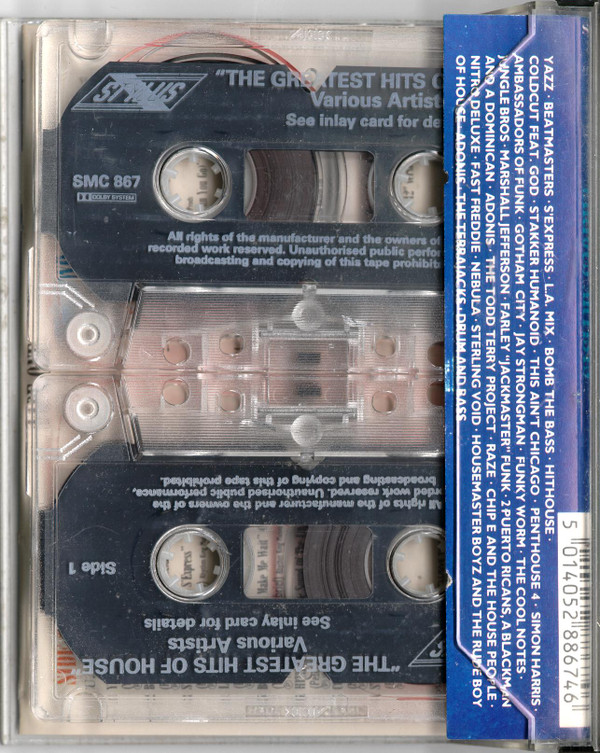 STYLUS
"THE GREATEST HITS O
Various Artist
See inlay card for de
SMC 867
DOLBY SYSTEM
All rights of the manufacturer and the owners of
recorded work reserved. Unauthorised public perfor
broadcasting and copying of this tape prohibit
"THE GREATEST HITS OF HOUSE"
Various Artists
See inlay card for details
Side 1
All rights of the manufacturer and the owners of the
orded work reserved. Unauthorised public performance,
broadcasting and copying of this tape prohibited.
S'Express
YAZZ · BEATMASTERS · S'EXPRESS · L.A. MIX · BOMB THE BASS · HITHOUSE ·
COLDCUT FEAT. GOD · STAKKER HUMANOID · THIS AIN'T CHICAGO · PENTHOUSE 4 · SIMON HARRIS ·
AMBASSADORS OF FUNK · GOTHAM CITY · JAY STRONGMAN · FUNKY WORM · THE COOL NOTES ·
JUNGLE BROS · MARSHALL JEFFERSON · FARLEY "JACKMASTER" FUNK · 2 PUERTO RICANS, A BLACKMAN
AND A DOMINICAN · ADONIS · THE TODD TERRY PROJECT · RAZE · CHIP E AND THE HOUSE PEOPLE ·
NITRO DELUXE · FAST FREDDIE · NEBULA · STERLING VOID · HOUSEMASTER BOYZ AND THE RUDE BOY
OF HOUSE · ADONIS · THE TERRAJACKS · DRUM AND BASS
5 014052 886746